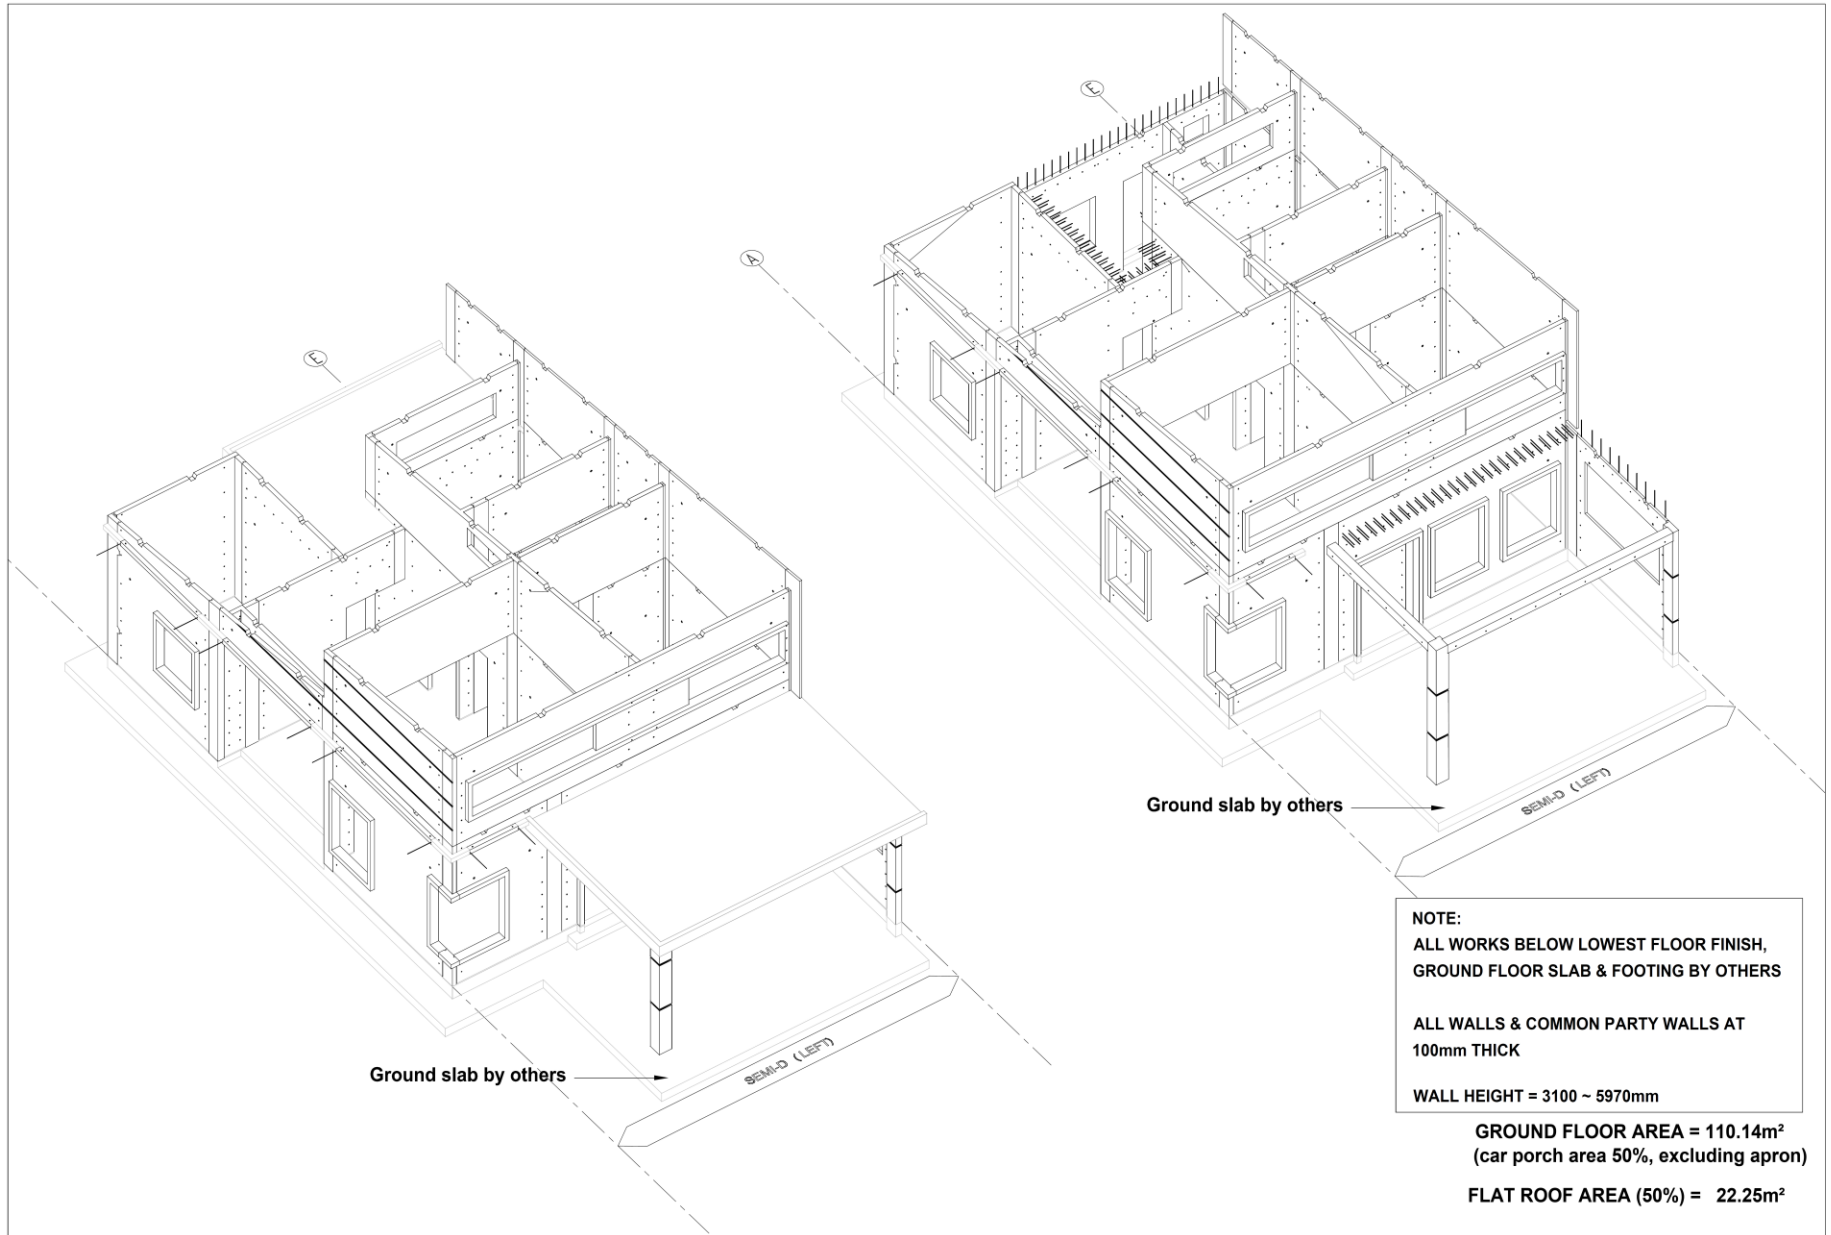 E
A
E
Ground slab by others
SEMI-D (LEFT)
Ground slab by others
SEMI-D (LEFT)
NOTE:
ALL WORKS BELOW LOWEST FLOOR FINISH,
GROUND FLOOR SLAB & FOOTING BY OTHERS
ALL WALLS & COMMON PARTY WALLS AT
100mm THICK
WALL HEIGHT = 3100 ~ 5970mm
GROUND FLOOR AREA = 110.14m²
(car porch area 50%, excluding apron)
FLAT ROOF AREA (50%) = 22.25m²